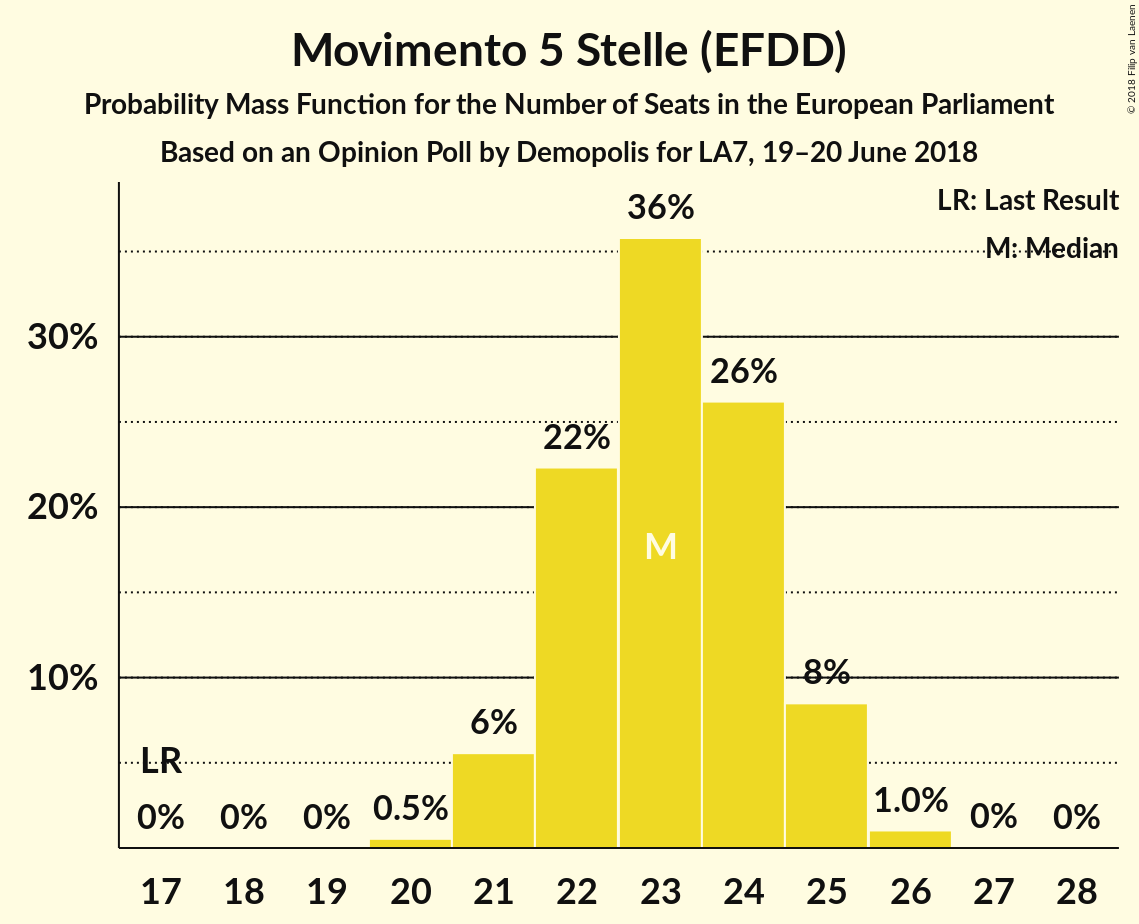 Movimento 5 Stelle (EFDD)
Probability Mass Function for the Number of Seats in the European Parliament
Based on an Opinion Poll by Demopolis for LA7, 19–20 June 2018
© 2018 Filip van Laenen
LR: Last Result
M: Median
36%
30%
26%
22%
20%
M
10%
8%
6%
LR
0% 0% 0% 0.5% 1.0% 0% 0%
17 18 19 20 21 22 23 24 25 26 27 28